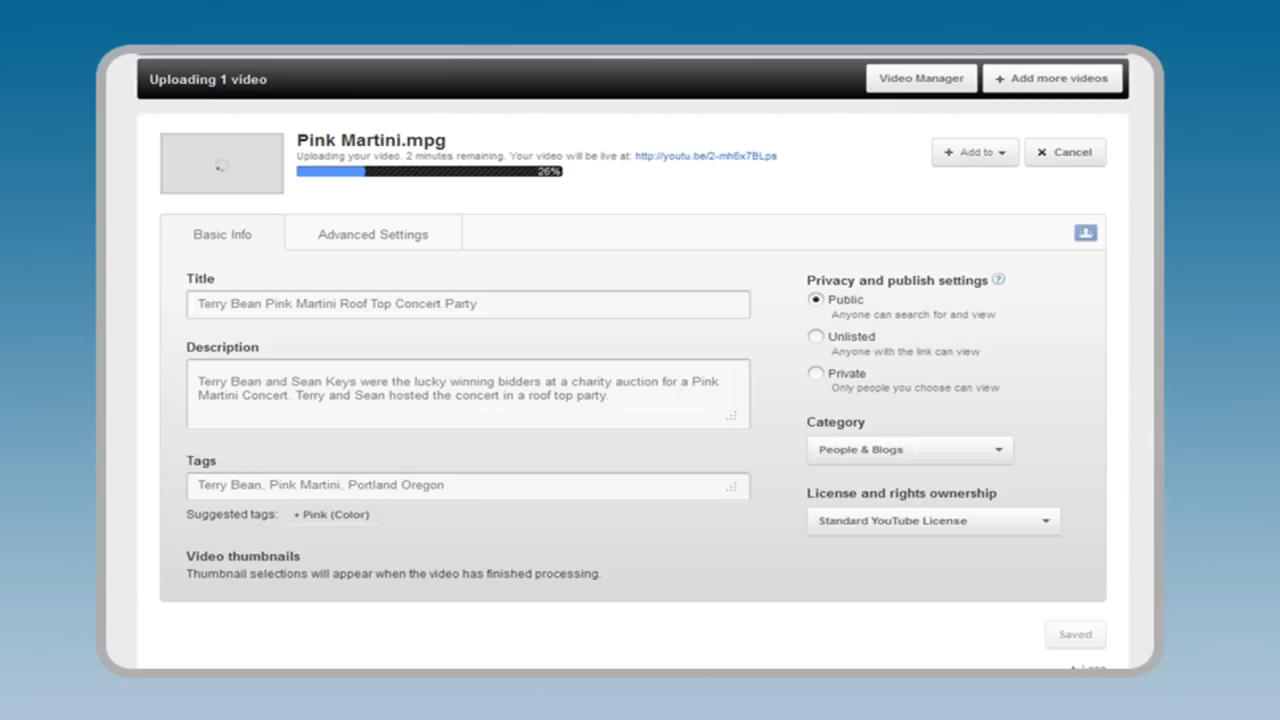 Uploading 1 video
Video Manager
+ Add more videos
Pink Martini.mpg
Uploading your video. 2 minutes remaining. Your video will be live at: http://youtu.be/2-mh6x7BLps
26%
+ Add to
x Cancel
Basic Info
Advanced Settings
Title
Terry Bean Pink Martini Roof Top Concert Party
Description
Terry Bean and Sean Keys were the lucky winning bidders at a charity auction for a Pink
Martini Concert. Terry and Sean hosted the concert in a roof top party.
Tags
Terry Bean, Pink Martini, Portland Oregon
Suggested tags: + Pink (Color)
Video thumbnails
Thumbnail selections will appear when the video has finished processing.
Privacy and publish settings ?
Public
Anyone can search for and view
Unlisted
Anyone with the link can view
Private
Only people you choose can view
Category
People & Blogs
License and rights ownership
Standard YouTube License
Saved